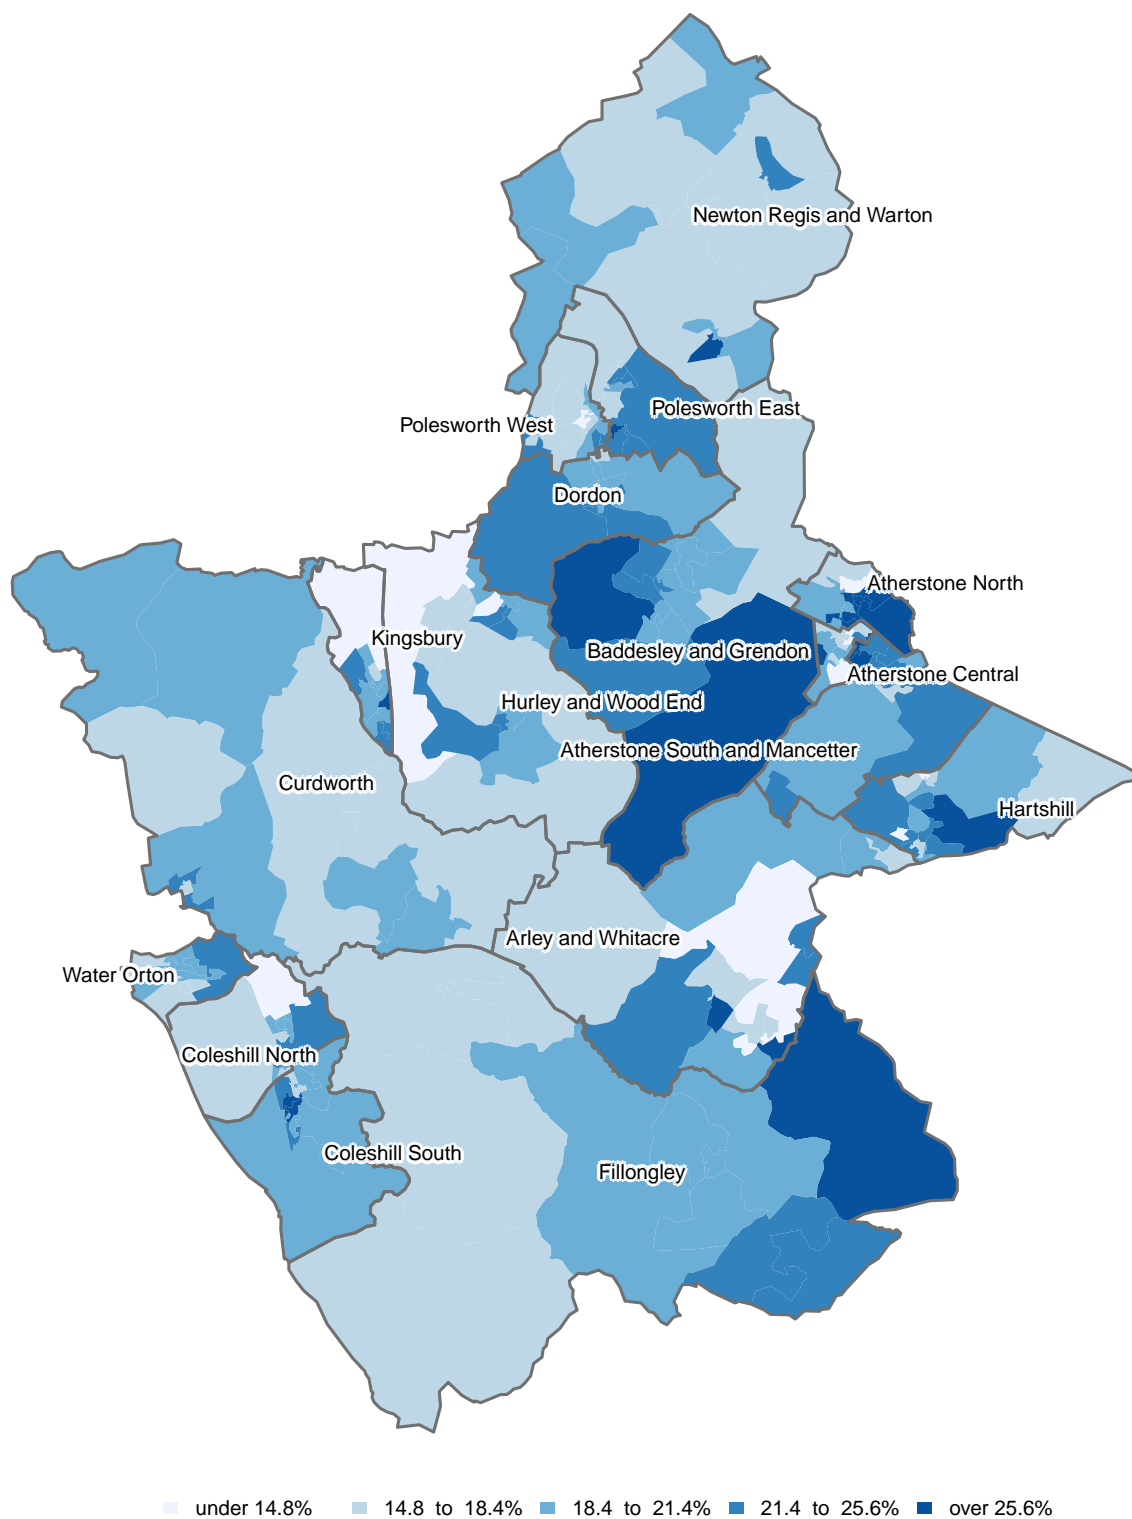 Newton Regis and Warton
Polesworth East
Polesworth West
Dordon
Atherstone North
Kingsbury
Baddesley and Grendon
Atherstone Central
Hurley and Wood End
Atherstone South and Mancetter
Curdworth
Hartshill
Arley and Whitacre
Water Orton
Coleshill North
Coleshill South
Fillongley
under 14.8% 14.8 to 18.4% 18.4 to 21.4% 21.4 to 25.6% over 25.6%